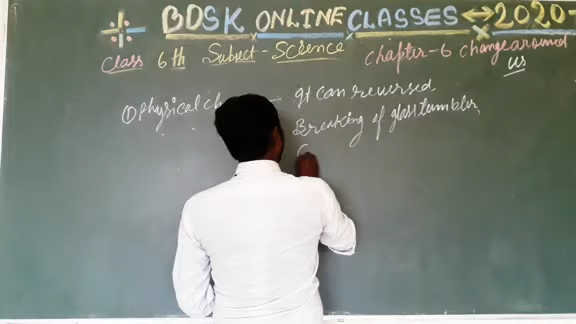 BDSK ONLINE CLASSES ↔ 2020-
Class 6th Subject - Science Chapter-6 Change around us
① Physical ch — It can reversed
Breaking of glass tumbler,